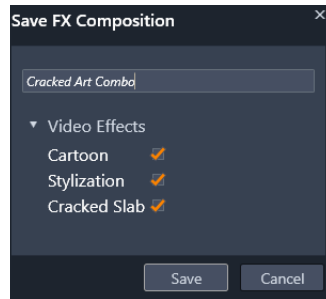 Save FX Composition
Cracked Art Combo
Video Effects
Cartoon
Stylization
Cracked Slab
Save
Cancel